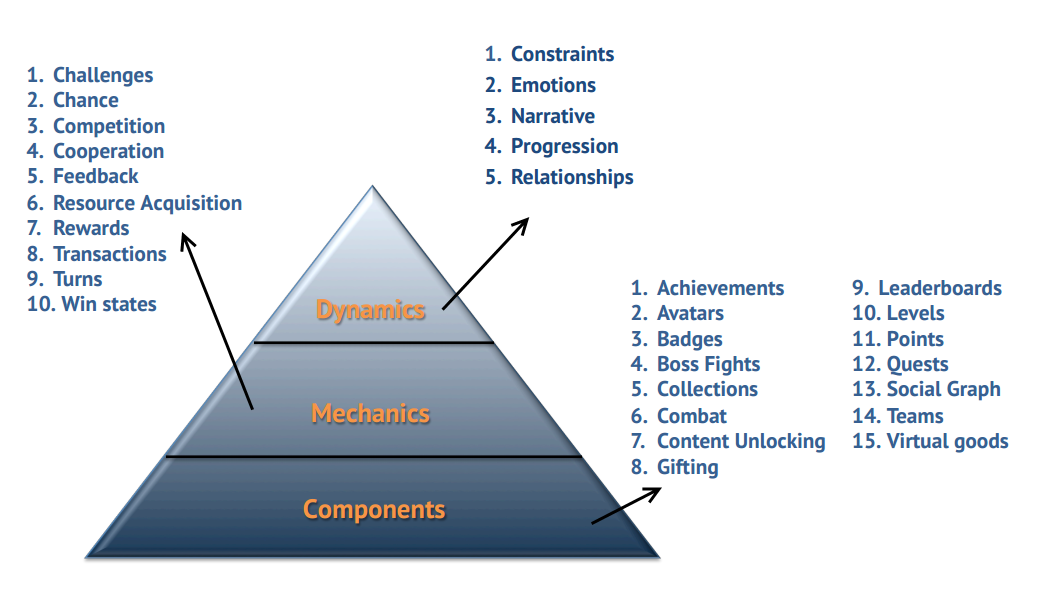 1. Challenges
2. Chance
3. Competition
4. Cooperation
5. Feedback
6. Resource Acquisition
7. Rewards
8. Transactions
9. Turns
10. Win states
1. Constraints
2. Emotions
3. Narrative
4. Progression
5. Relationships
Dynamics
Mechanics
Components
1. Achievements
2. Avatars
3. Badges
4. Boss Fights
5. Collections
6. Combat
7. Content Unlocking
8. Gifting
9. Leaderboards
10. Levels
11. Points
12. Quests
13. Social Graph
14. Teams
15. Virtual goods